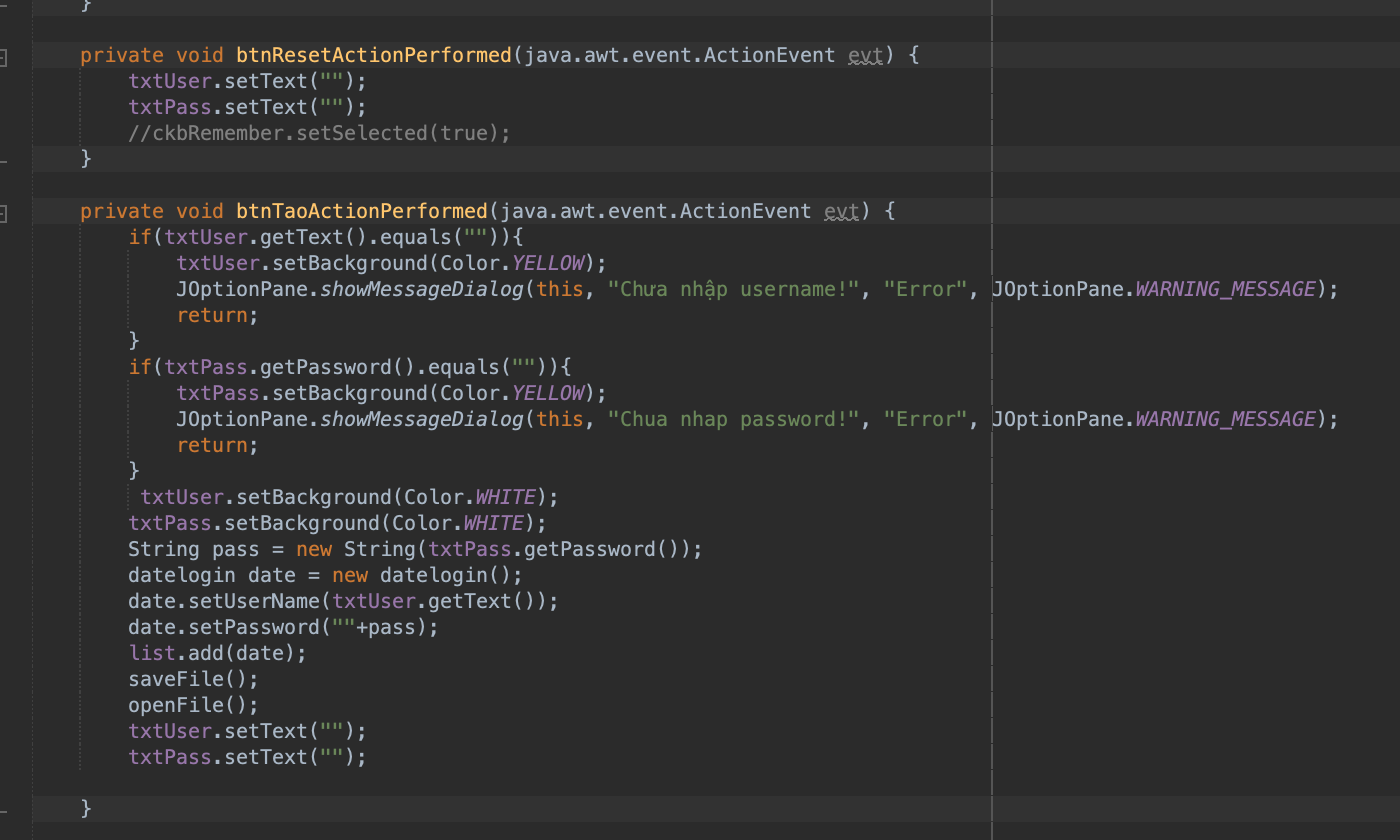 }
private void btnResetActionPerformed(java.awt.event.ActionEvent evt) {
txtUser.setText("");
txtPass.setText("");
//ckbRemember.setSelected(true);
}
private void btnTaoActionPerformed(java.awt.event.ActionEvent evt) {
if(txtUser.getText().equals("")){
txtUser.setBackground(Color.YELLOW);
JOptionPane.showMessageDialog(this, "Chưa nhập username!", "Error", JOptionPane.WARNING_MESSAGE);
return;
}
if(txtPass.getPassword().equals("")){
txtPass.setBackground(Color.YELLOW);
JOptionPane.showMessageDialog(this, "Chua nhap password!", "Error", JOptionPane.WARNING_MESSAGE);
return;
}
txtUser.setBackground(Color.WHITE);
txtPass.setBackground(Color.WHITE);
String pass = new String(txtPass.getPassword());
datelogin date = new datelogin();
date.setUserName(txtUser.getText());
date.setPassword(""+pass);
list.add(date);
saveFile();
openFile();
txtUser.setText("");
txtPass.setText("");
}